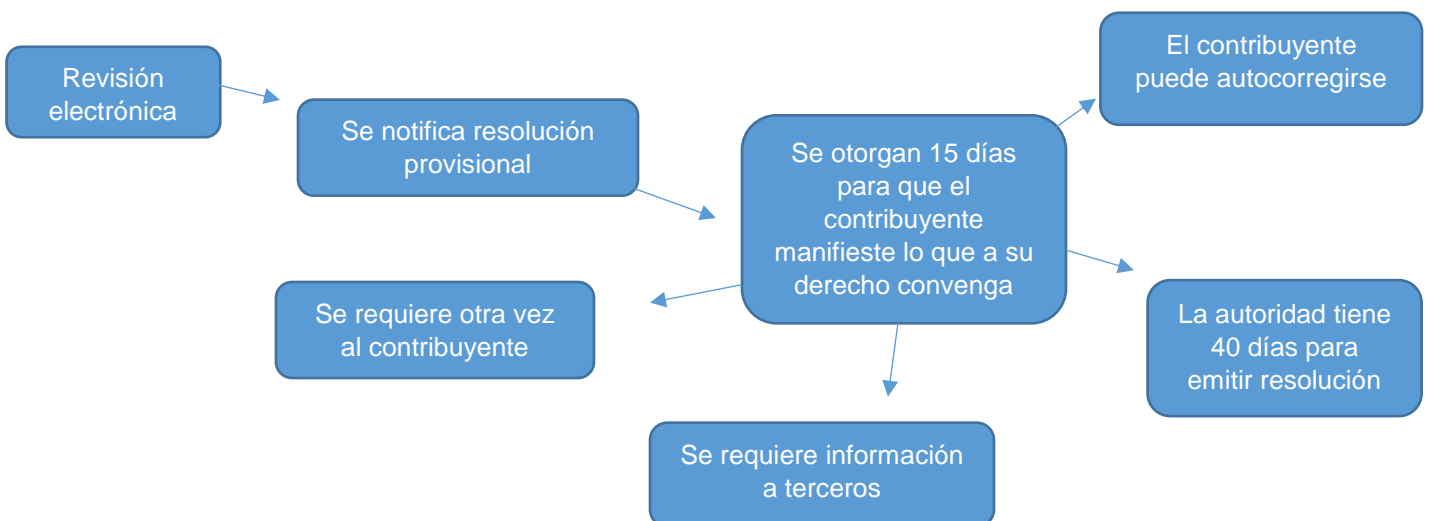 Revisión
electrónica
Se notifica resolución
provisional
Se otorgan 15 días
para que el
contribuyente
manifieste lo que a su
derecho convenga
El contribuyente
puede autocorregirse
La autoridad tiene
40 días para
emitir resolución
Se requiere otra vez
al contribuyente
Se requiere información
a terceros